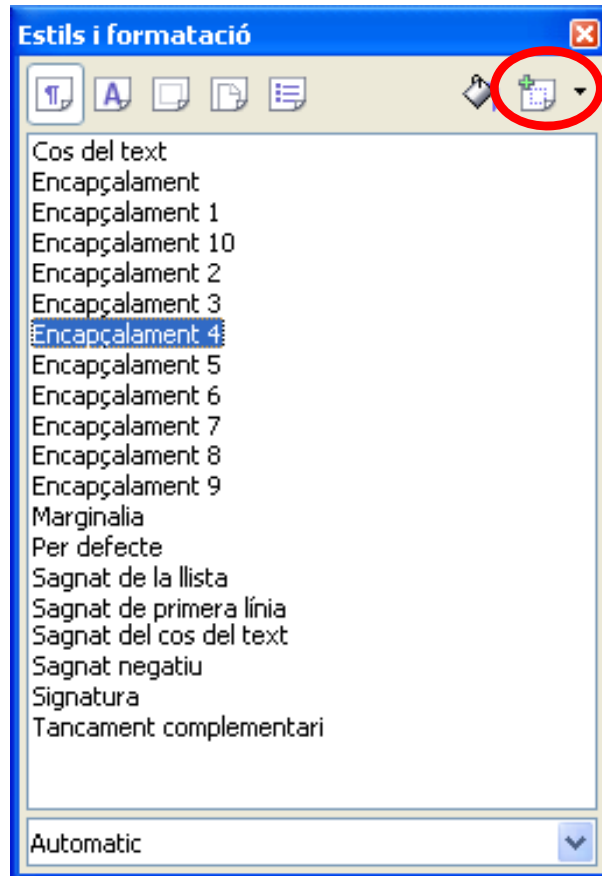 Estils i formatació
Cos del text
Encapçalament
Encapçalament 1
Encapçalament 10
Encapçalament 2
Encapçalament 3
Encapçalament 4
Encapçalament 5
Encapçalament 6
Encapçalament 7
Encapçalament 8
Encapçalament 9
Marginalia
Per defecte
Sagnat de la llista
Sagnat de primera línia
Sagnat del cos del text
Sagnat negatiu
Signatura
Tancament complementari
Automatic